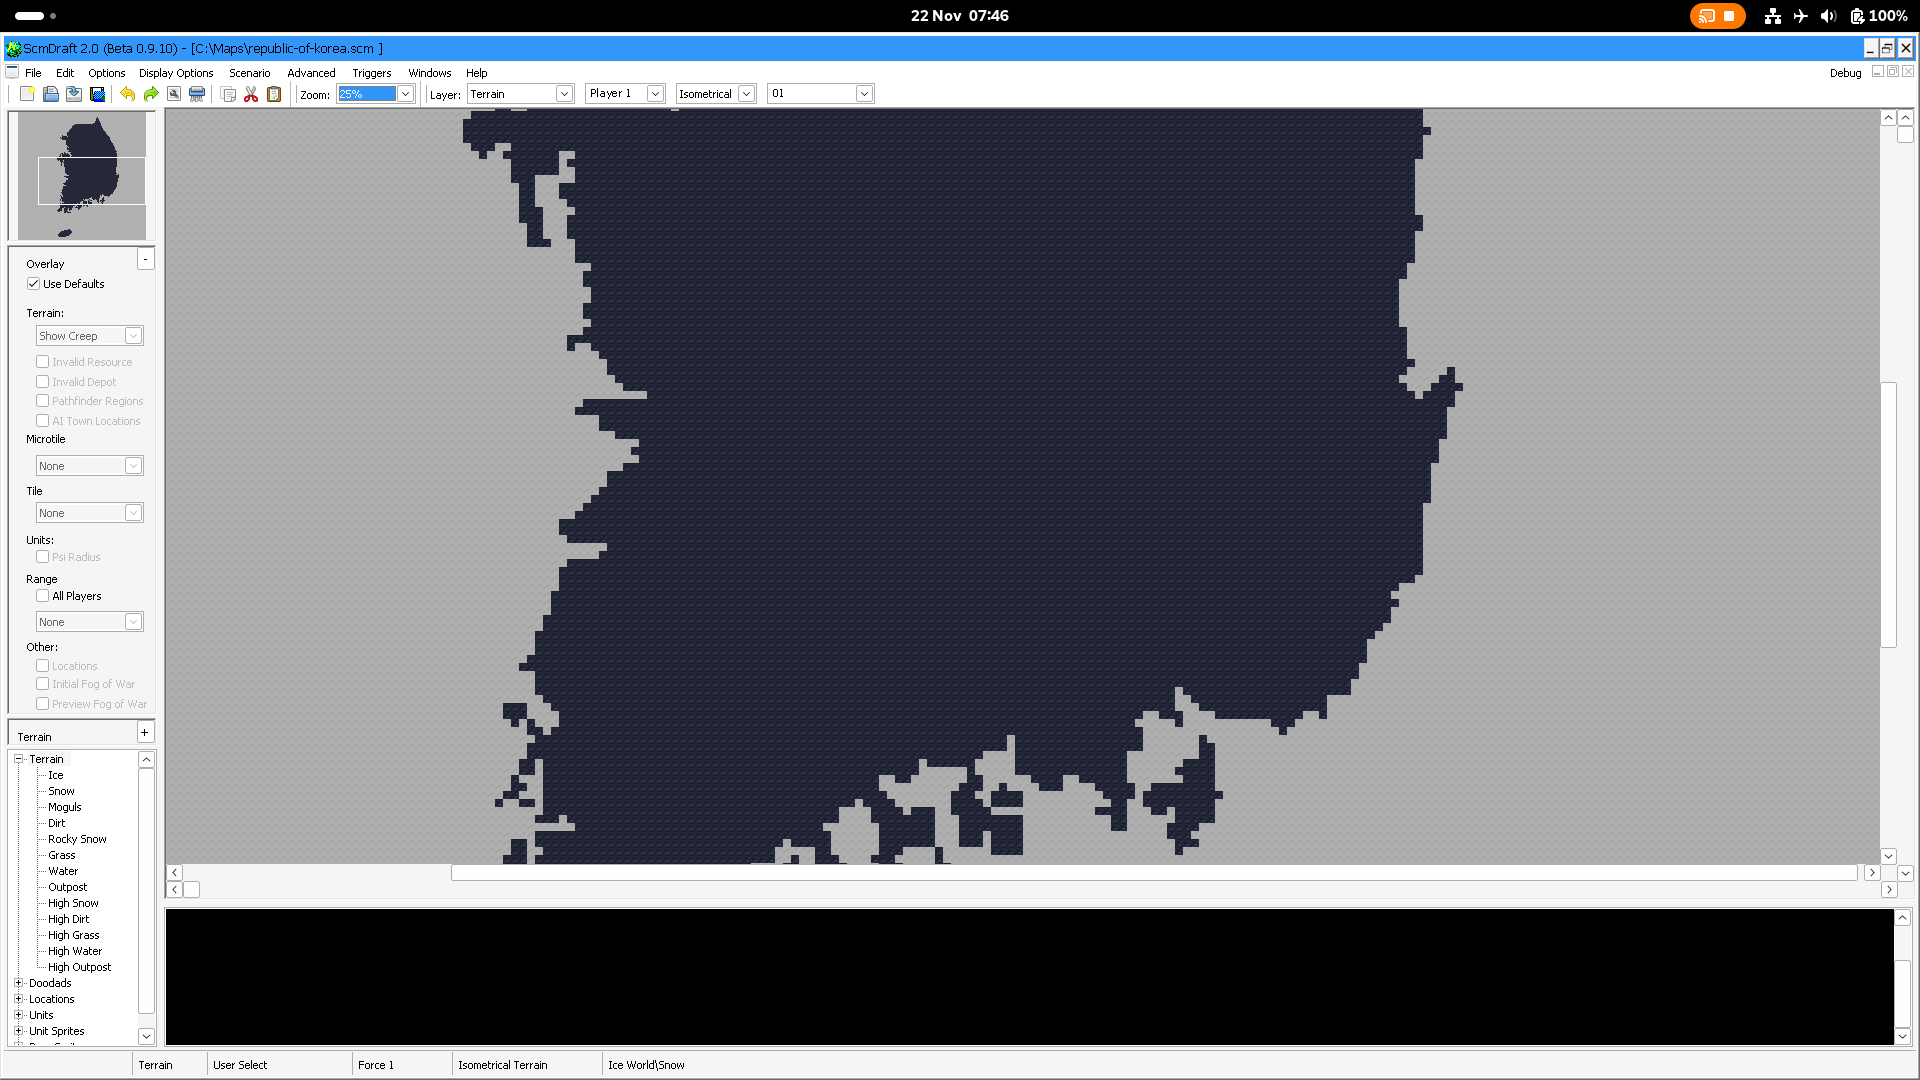 22 Nov 07:46
100%
ScmDraft 2.0 (Beta 0.9.10) - [C:\Maps\republic-of-korea.scm ]
File Edit Options Display Options Scenario Advanced Triggers Windows Help Debug
Zoom: 25% Layer: Terrain Player 1 Isometrical 01
Overlay
-
Use Defaults
Terrain:
Show Creep
Invalid Resource
Invalid Depot
Pathfinder Regions
AI Town Locations
Microtile
None
Tile
None
Units:
Psi Radius
Range
All Players
None
Other:
Locations
Initial Fog of War
Preview Fog of War
Terrain
+
Terrain
Ice
Snow
Moguls
Dirt
Rocky Snow
Grass
Water
Outpost
High Snow
High Dirt
High Grass
High Water
High Outpost
Doodads
Locations
Units
Unit Sprites
Terrain User Select Force 1 Isometrical Terrain Ice World\Snow